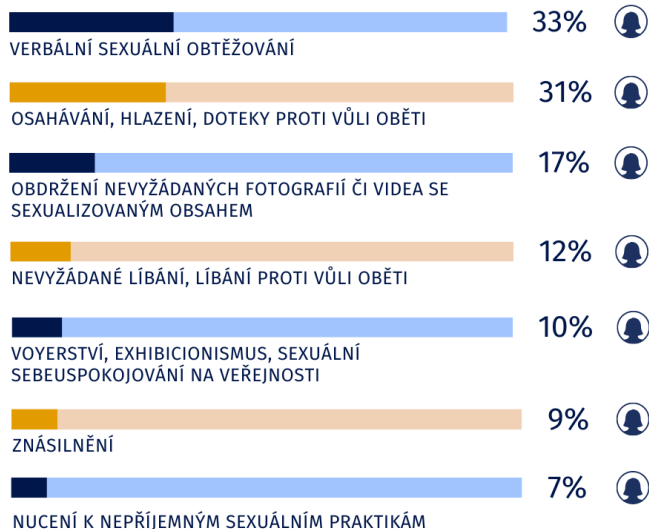 33%
VERBÁLNÍ SEXUÁLNÍ OBTĚŽOVÁNÍ
31%
OSAHÁVÁNÍ, HLAZENÍ, DOTEKY PROTI VŮLI OBĚTI
17%
OBDRŽENÍ NEVYŽÁDANÝCH FOTOGRAFIÍ ČI VIDEA SE
SEXUALIZOVANÝM OBSAHEM
12%
NEVYŽÁDANÉ LÍBÁNÍ, LÍBÁNÍ PROTI VŮLI OBĚTI
10%
VOYERSTVÍ, EXHIBICIONISMUS, SEXUÁLNÍ
SEBEUSPOKOJOVÁNÍ NA VEŘEJNOSTI
9%
ZNÁSILNĚNÍ
7%
NUCENÍ K NEPŘÍJEMNÝM SEXUÁLNÍM PRAKTIKÁM